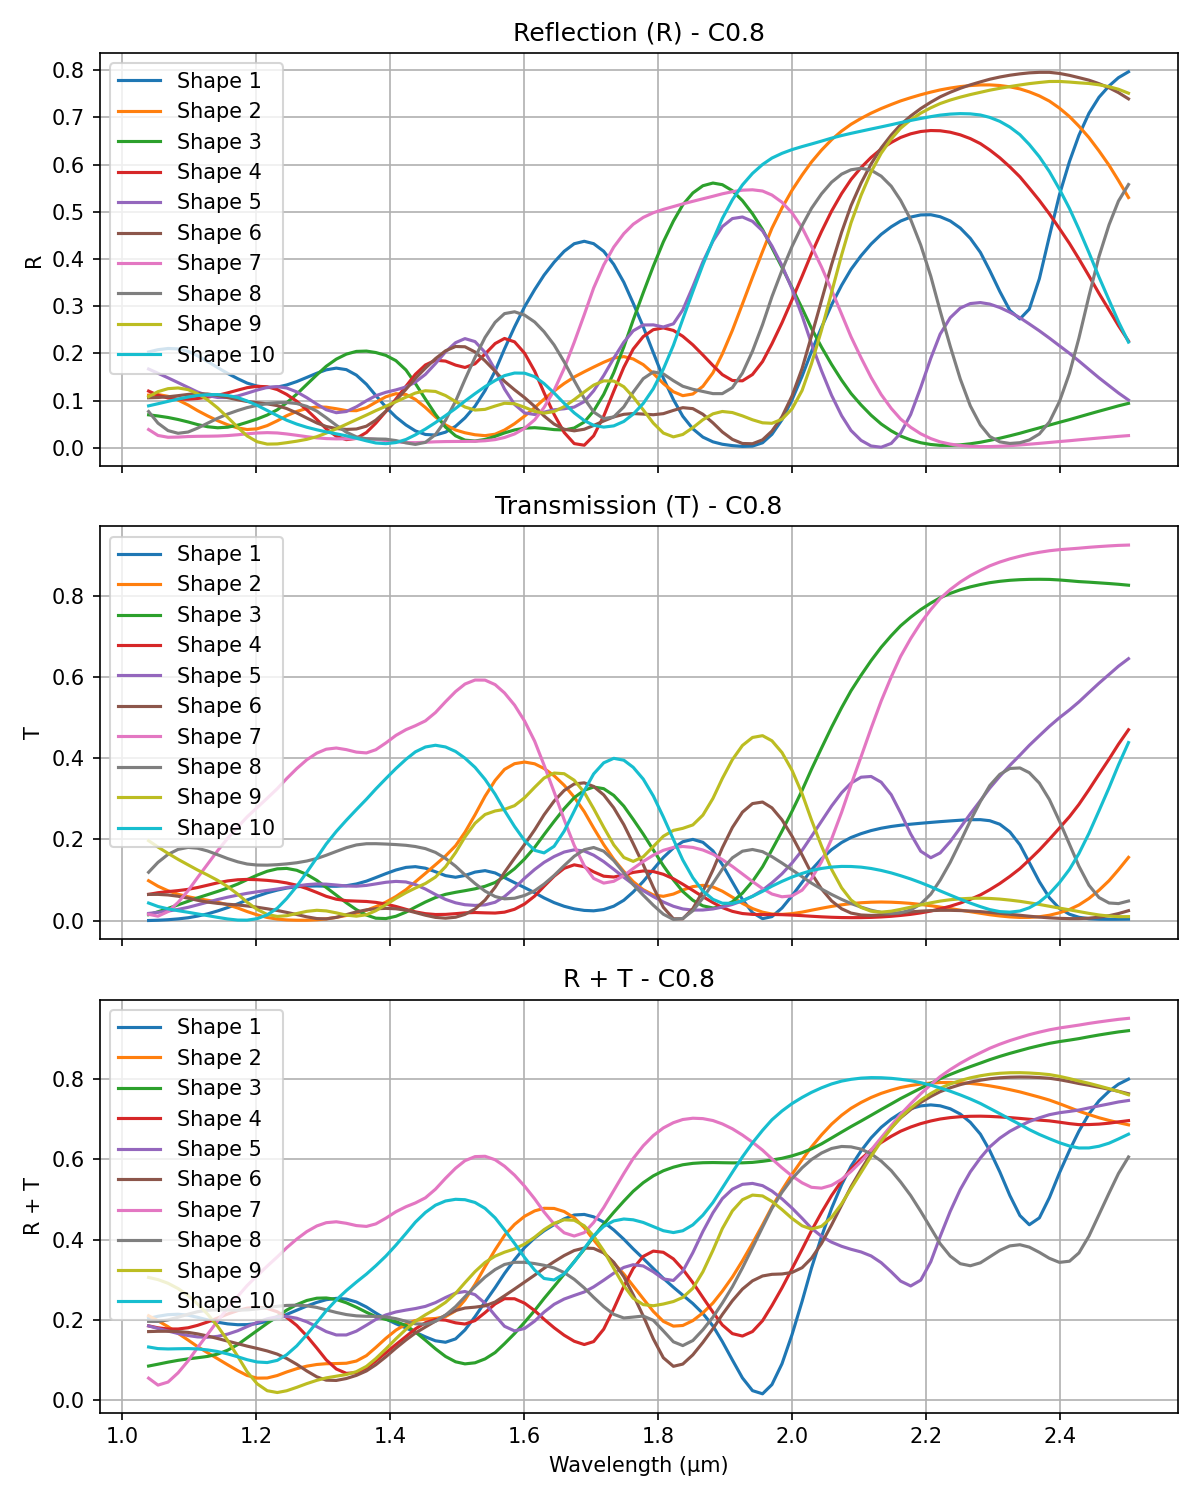 Reflection (R) - C0.8
0.8
0.7
0.6
0.5
0.4
0.3
0.2
0.1
0.0
R
Shape 1
Shape 2
Shape 3
Shape 4
Shape 5
Shape 6
Shape 7
Shape 8
Shape 9
Shape 10
Transmission (T) - C0.8
0.8
0.6
0.4
0.2
0.0
T
Shape 1
Shape 2
Shape 3
Shape 4
Shape 5
Shape 6
Shape 7
Shape 8
Shape 9
Shape 10
R + T - C0.8
0.8
0.6
0.4
0.2
0.0
R + T
Shape 1
Shape 2
Shape 3
Shape 4
Shape 5
Shape 6
Shape 7
Shape 8
Shape 9
Shape 10
1.0 1.2 1.4 1.6 1.8 2.0 2.2 2.4
Wavelength (μm)